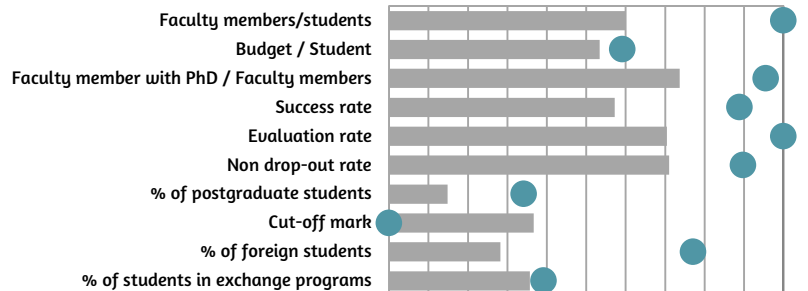 Faculty members/students
Budget / Student
Faculty member with PhD / Faculty members
Success rate
Evaluation rate
Non drop-out rate
% of postgraduate students
Cut-off mark
% of foreign students
% of students in exchange programs